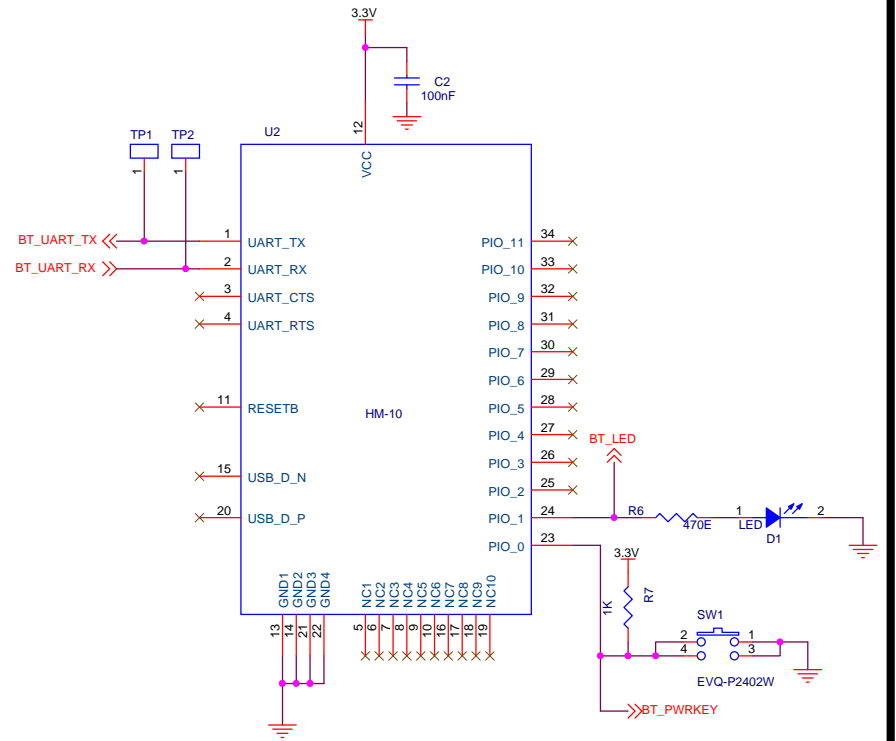 3.3V
C2
100nF
12
VCC
U2
TP1
TP2
1
1
BT_UART_TX
1
UART_TX
BT_UART_RX
2
UART_RX
3
UART_CTS
4
UART_RTS
11
RESETB
15
USB_D_N
20
USB_D_P
HM-10
PIO_11
34
PIO_10
33
PIO_9
32
PIO_8
31
PIO_7
30
PIO_6
29
PIO_5
28
PIO_4
27
PIO_3
26
PIO_2
25
PIO_1
24
PIO_0
23
BT_LED
R6
470E
1
LED
2
D1
3.3V
1K
R7
SW1
2
1
4
3
EVQ-P2402W
BT_PWRKEY
GND1
GND2
GND3
GND4
13
14
21
22
NC1
NC2
NC3
NC4
NC5
NC6
NC7
NC8
NC9
NC10
5
6
7
8
9
10
16
17
18
19